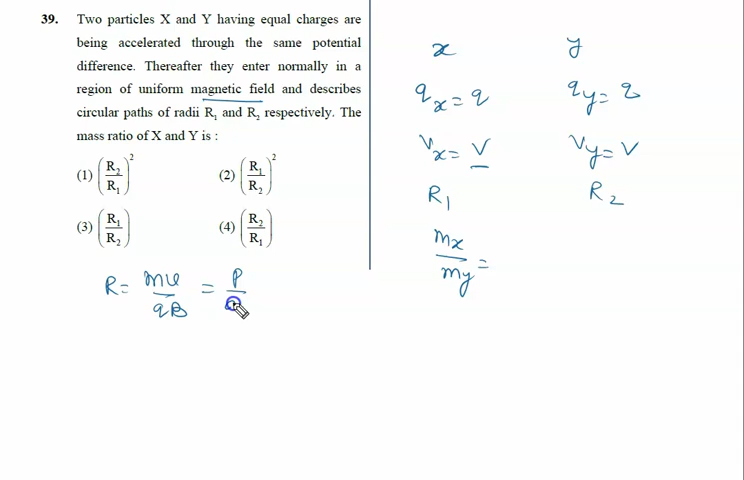 39. Two particles X and Y having equal charges are
being accelerated through the same potential
difference. Thereafter they enter normally in a
region of uniform magnetic field and describes
circular paths of radii R₁ and R₂ respectively. The
mass ratio of X and Y is :
(1) (R₂/R₁)² (2) (R₁/R₂)²
(3) (R₁/R₂) (4) (R₂/R₁)
R = mv/qB = P/
x y
qₓ = q q_y = q
Vₓ = V V_y = V
R₁ R₂
mx/my =